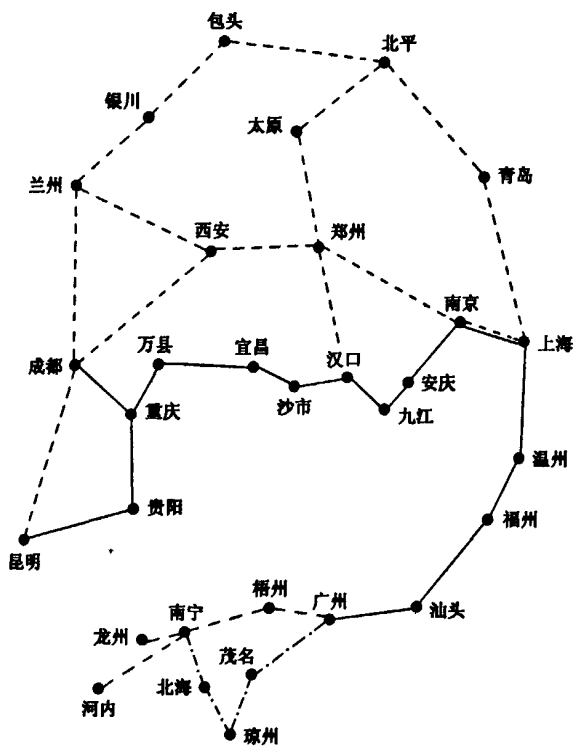 包头
北平
银川
太原
兰州
青岛
西安
郑州
南京
上海
成都
万县
宜昌
汉口
安庆
沙市
九江
重庆
温州
贵阳
福州
昆明
梧州
广州
汕头
龙州
南宁
茂名
河内
北海
琼州